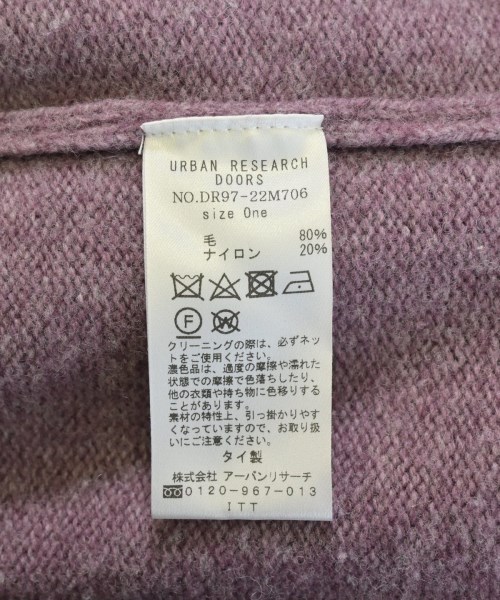 URBAN RESEARCH
DOORS
NO.DR97-22M706
size One
毛 80%
ナイロン 20%
F W
クリーニングの際は、必ずネッ
トをご使用ください。
濃色品は、過度の摩擦や濡れた
状態での摩擦で色落ちしたり、
他の衣類や持ち物に色移りする
ことがあります。
素材の特性上、引っ掛かりやす
くなっていますので、お取り扱
いにご注意ください。
タイ製
株式会社 アーバンリサーチ
0120-967-013
ITT